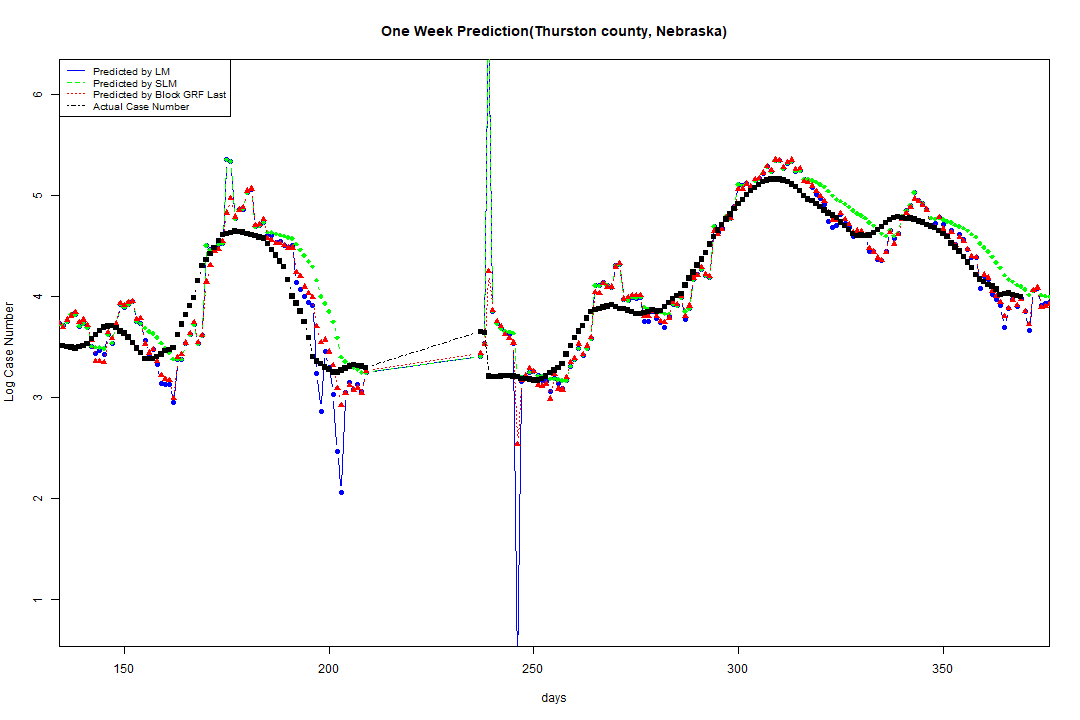 One Week Prediction(Thurston county, Nebraska)
Predicted by LM
Predicted by SLM
Predicted by Block GRF Last
Actual Case Number
Log Case Number
6
5
4
3
2
1
150 200 250 300 350
days